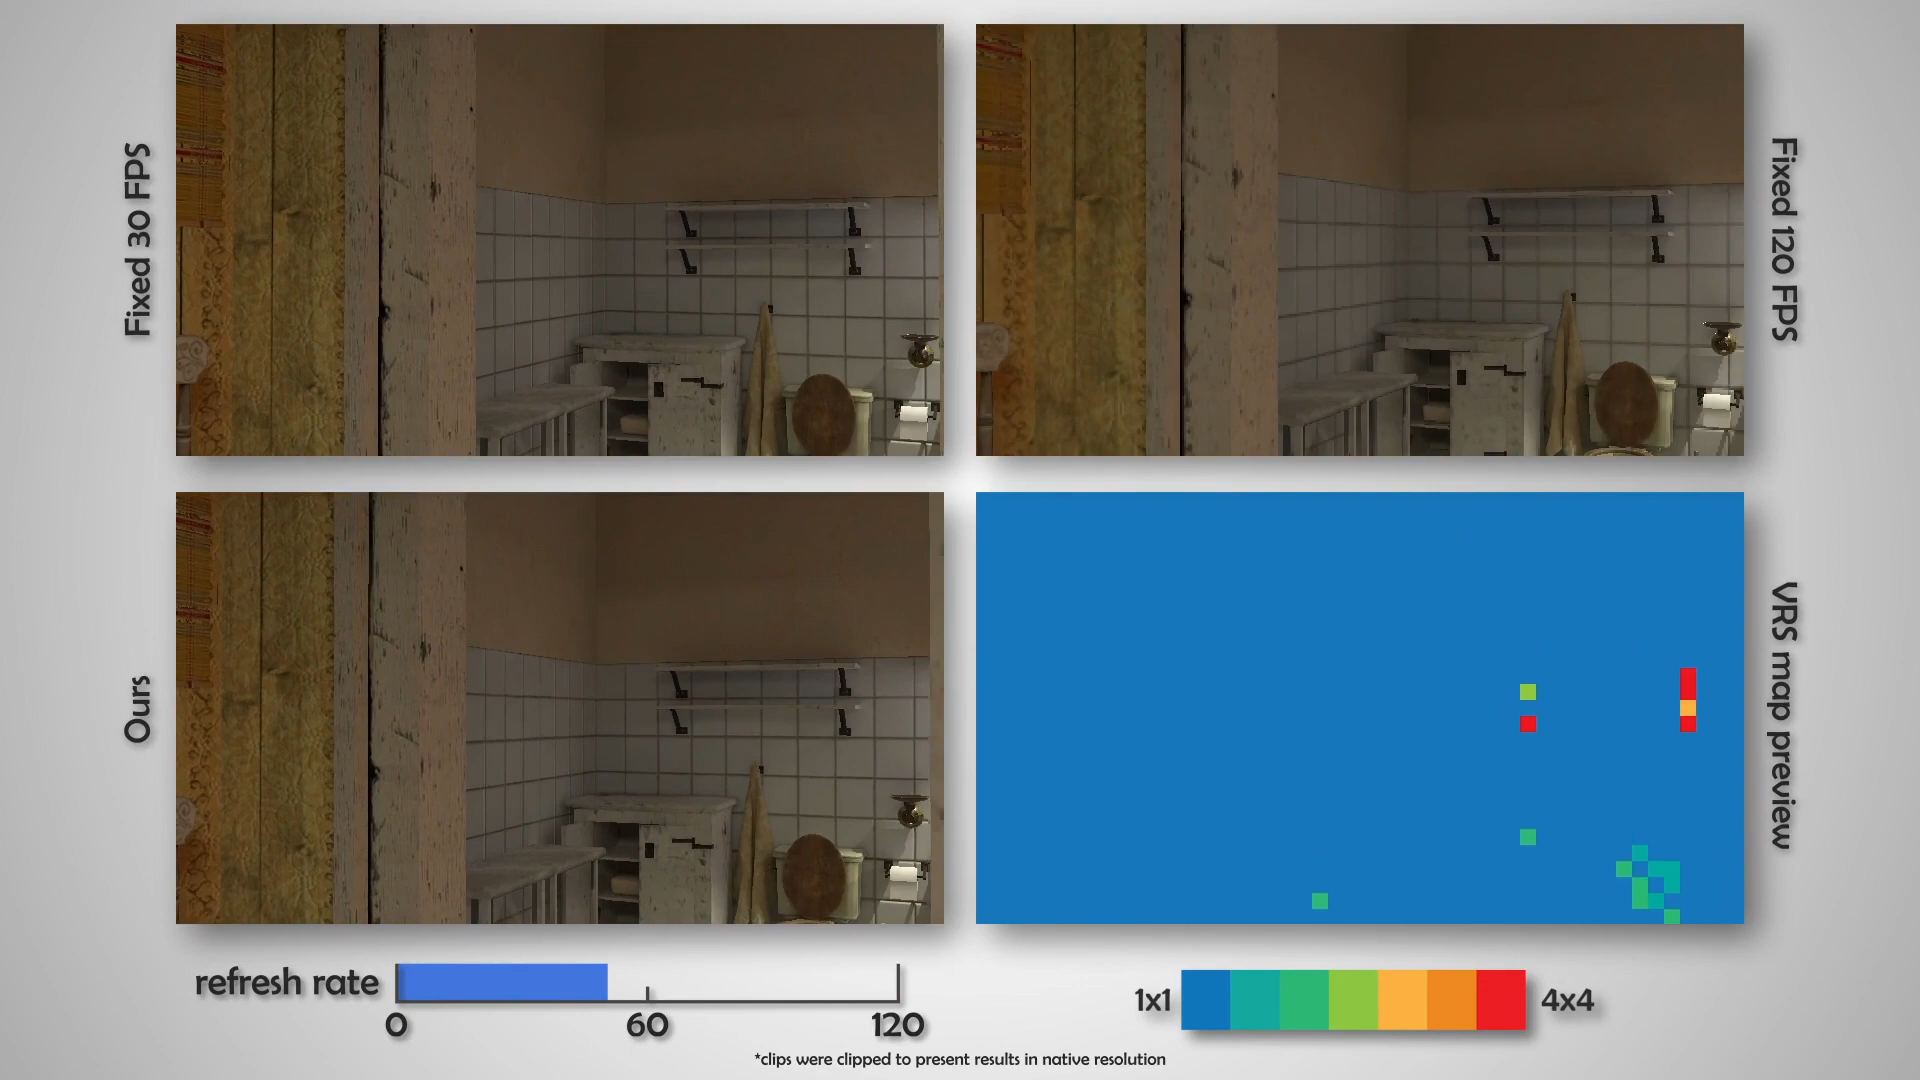 Fixed 30 FPS
Fixed 120 FPS
Ours
VRS map preview
refresh rate
0
60
120
1x1
4x4
*clips were clipped to present results in native resolution